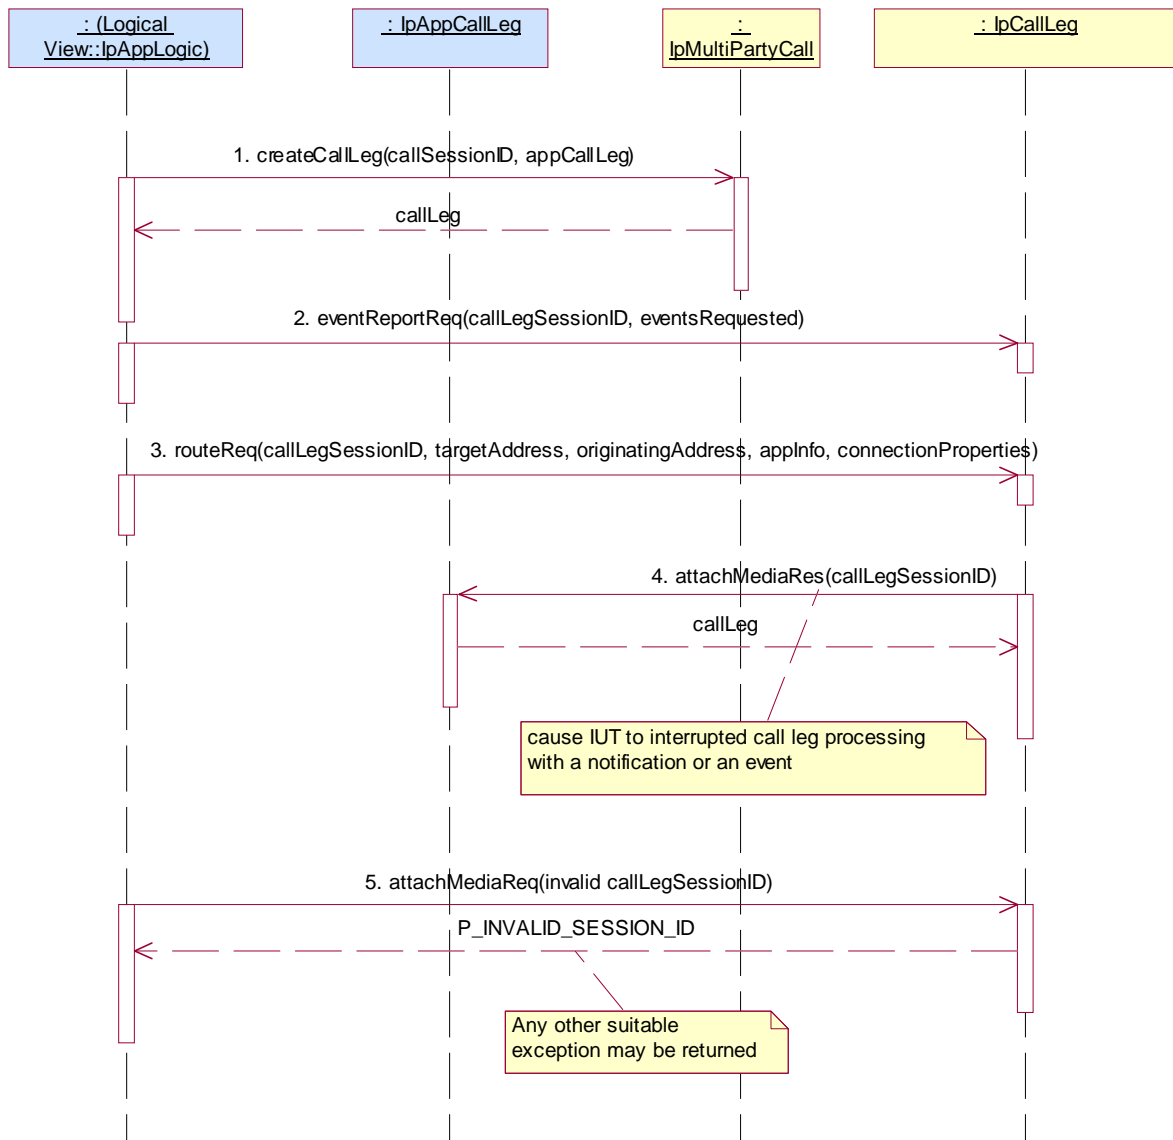 : (Logical
View::IpAppLogic)
: IpAppCallLeg
:
IpMultiPartyCall
: IpCallLeg
1. createCallLeg(callSessionID, appCallLeg)
callLeg
2. eventReportReq(callLegSessionID, eventsRequested)
3. routeReq(callLegSessionID, targetAddress, originatingAddress, appInfo, connectionProperties)
4. attachMediaRes(callLegSessionID)
callLeg
cause IUT to interrupted call leg processing
with a notification or an event
5. attachMediaReq(invalid callLegSessionID)
P_INVALID_SESSION_ID
Any other suitable
exception may be returned